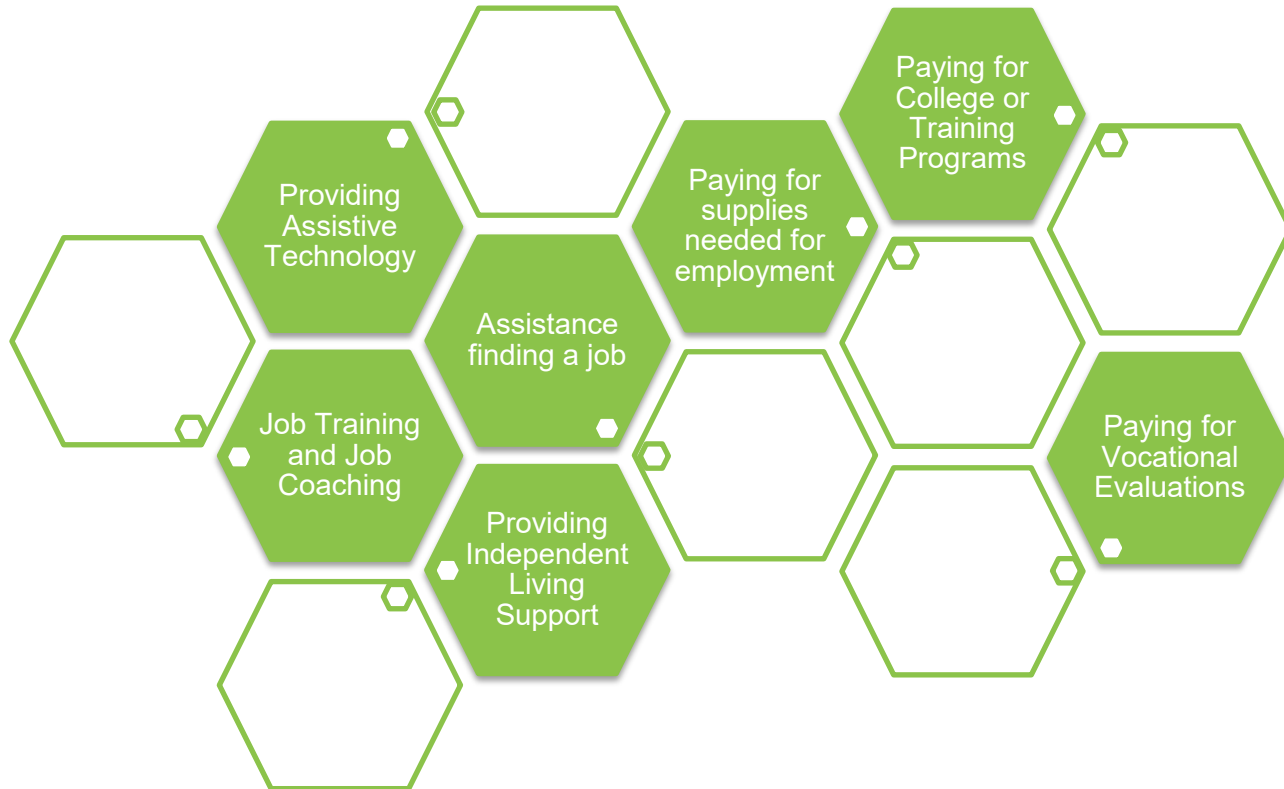 Providing
Assistive
Technology
Assistance
finding a job
Job Training
and Job
Coaching
Providing
Independent
Living
Support
Paying for
supplies
needed for
employment
Paying for
College or
Training
Programs
Paying for
Vocational
Evaluations